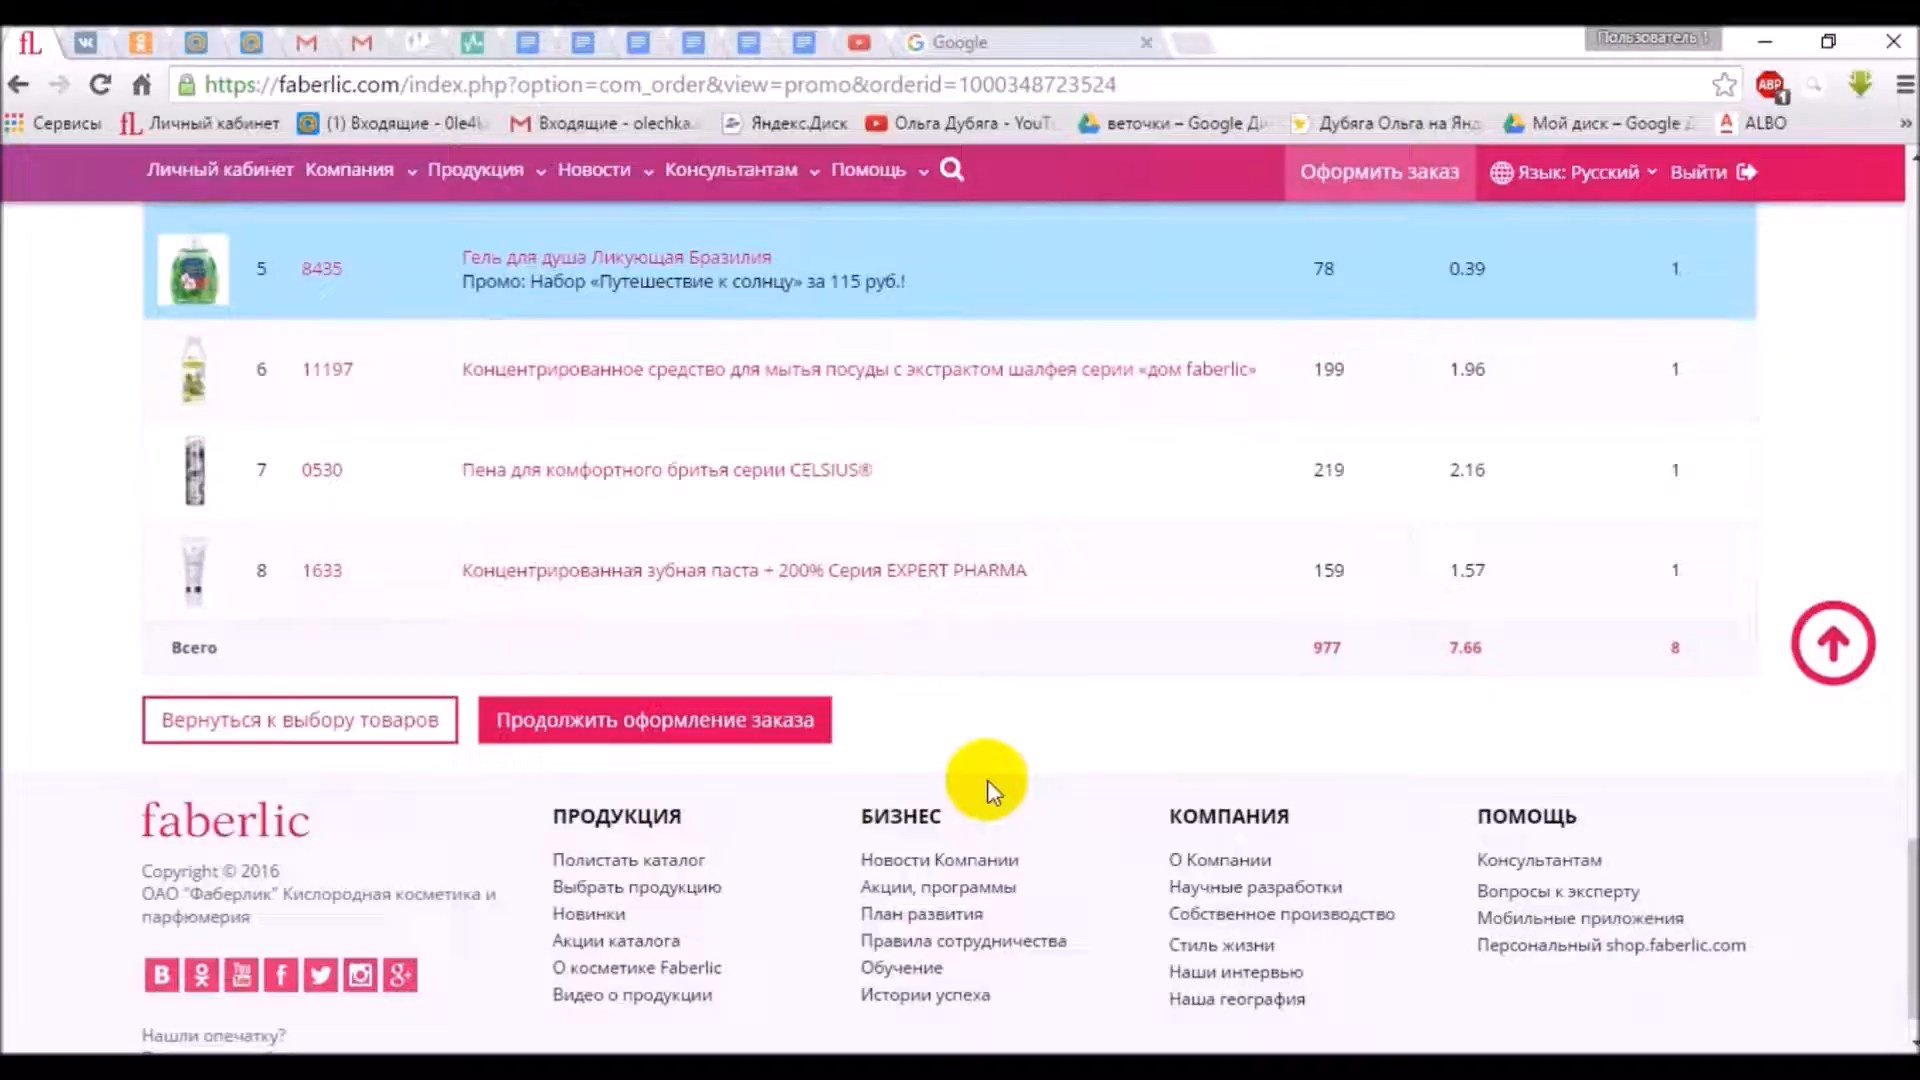 fL
Google
Пользователь 1
https://faberlic.com/index.php?option=com_order&view=promo&orderid=1000348723524
ABP
1
Сервисы
fL Личный кабинет
(1) Входящие - Ole4k
Входящие - olechka.
Яндекс.Диск
Ольга Дубяга - YouT
веточки – Google Ди
Дубяга Ольга на Янд
Мой диск – Google
ALBO
»
Личный кабинет
Компания
Продукция
Новости
Консультантам
Помощь
Оформить заказ
Язык: Русский
Выйти
5 8435 Гель для душа Ликующая Бразилия 78 0.39 1
Промо: Набор «Путешествие к солнцу» за 115 руб.!
6 11197 Концентрированное средство для мытья посуды с экстрактом шалфея серии «дом faberlic» 199 1.96 1
7 0530 Пена для комфортного бритья серии CELSIUS® 219 2.16 1
8 1633 Концентрированная зубная паста + 200% Серия EXPERT PHARMA 159 1.57 1
Всего 977 7.66 8
Вернуться к выбору товаров
Продолжить оформление заказа
faberlic
Copyright © 2016
ОАО "Фаберлик" Кислородная косметика и
парфюмерия
Нашли опечатку?
ПРОДУКЦИЯ
Полистать каталог
Выбрать продукцию
Новинки
Акции каталога
О косметике Faberlic
Видео о продукции
БИЗНЕС
Новости Компании
Акции, программы
План развития
Правила сотрудничества
Обучение
Истории успеха
КОМПАНИЯ
О Компании
Научные разработки
Собственное производство
Стиль жизни
Наши интервью
Наша география
ПОМОЩЬ
Консультантам
Вопросы к эксперту
Мобильные приложения
Персональный shop.faberlic.com